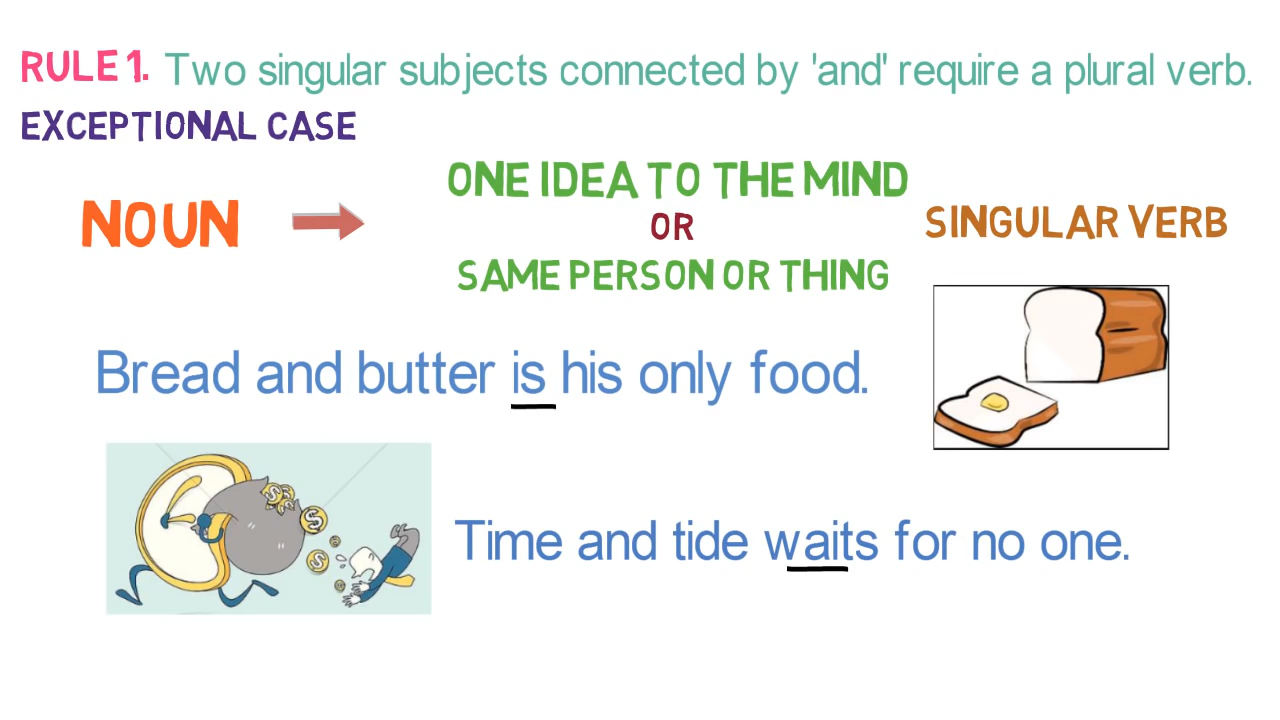 RULE 1. Two singular subjects connected by 'and' require a plural verb.
EXCEPTIONAL CASE
NOUN
ONE IDEA TO THE MIND
OR
SAME PERSON OR THING
SINGULAR VERB
Bread and butter is his only food.
Time and tide waits for no one.